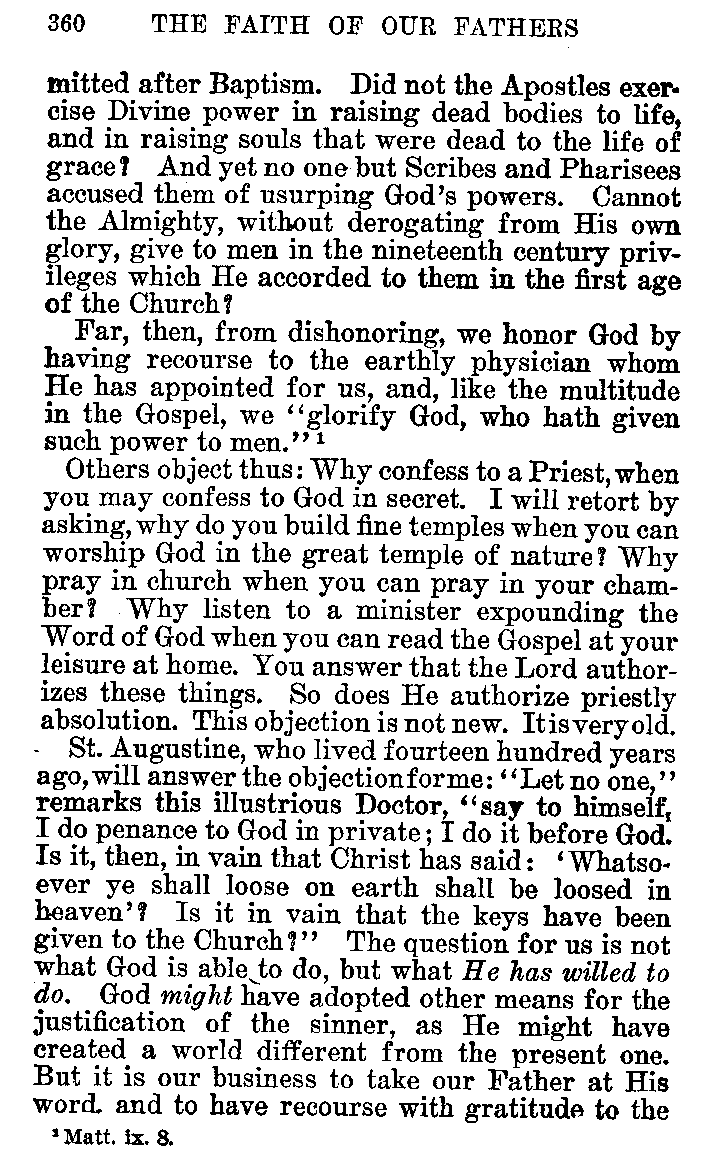 360 THE FAITH OF OUR FATHERS
mitted after Baptism. Did not the Apostles exer-
cise Divine power in raising dead bodies to life,
and in raising souls that were dead to the life of
grace? And yet no one but Scribes and Pharisees
accused them of usurping God's powers. Cannot
the Almighty, without derogating from His own
glory, give to men in the nineteenth century priv-
ileges which He accorded to them in the first age
of the Church?
Far, then, from dishonoring, we honor God by
having recourse to the earthly physician whom
He has appointed for us, and, like the multitude
in the Gospel, we "glorify God, who hath given
such power to men."¹
Others object thus: Why confess to a Priest, when
you may confess to God in secret. I will retort by
asking, why do you build fine temples when you can
worship God in the great temple of nature? Why
pray in church when you can pray in your cham-
ber? Why listen to a minister expounding the
Word of God when you can read the Gospel at your
leisure at home. You answer that the Lord author-
izes these things. So does He authorize priestly
absolution. This objection is not new. It is very old.
St. Augustine, who lived fourteen hundred years
ago, will answer the objection for me: "Let no one,"
remarks this illustrious Doctor, "say to himself,
I do penance to God in private; I do it before God.
Is it, then, in vain that Christ has said: 'Whatso-
ever ye shall loose on earth shall be loosed in
heaven'? Is it in vain that the keys have been
given to the Church?" The question for us is not
what God is able to do, but what He has willed to
do. God might have adopted other means for the
justification of the sinner, as He might have
created a world different from the present one.
But it is our business to take our Father at His
word and to have recourse with gratitude to the
¹ Matt. ix. 8.